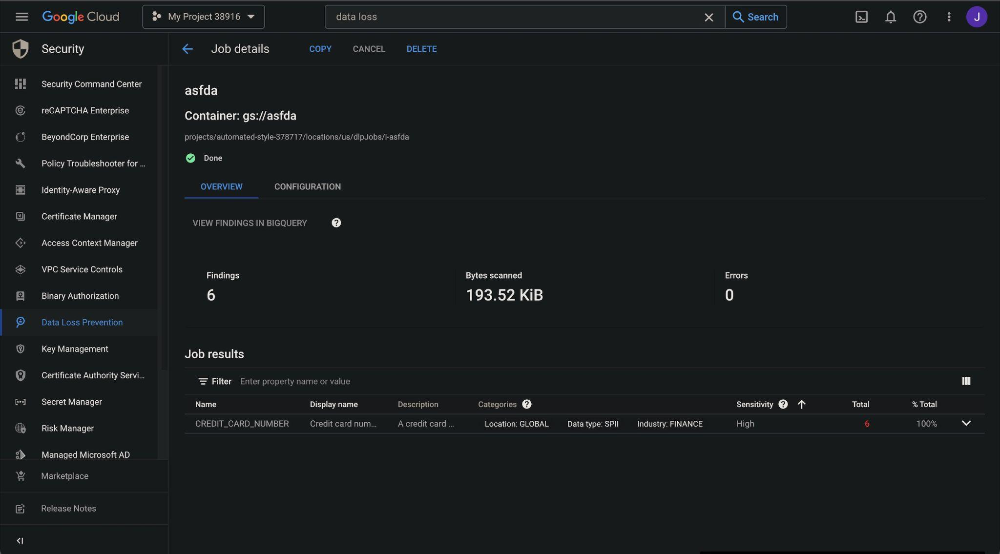 Google Cloud
My Project 38916
data loss
Search
J
Security
Job details
COPY
CANCEL
DELETE
Security Command Center
reCAPTCHA Enterprise
BeyondCorp Enterprise
Policy Troubleshooter for ...
Identity-Aware Proxy
Certificate Manager
Access Context Manager
VPC Service Controls
Binary Authorization
Data Loss Prevention
Key Management
Certificate Authority Servi...
Secret Manager
Risk Manager
Managed Microsoft AD
Marketplace
Release Notes
asfda
Container: gs://asfda
projects/automated-style-378717/locations/us/dlpJobs/i-asfda
Done
OVERVIEW
CONFIGURATION
VIEW FINDINGS IN BIGQUERY
Findings
6
Bytes scanned
193.52 KiB
Errors
0
Job results
Filter Enter property name or value
Name Display name Description Categories Sensitivity Total % Total
CREDIT_CARD_NUMBER Credit card num... A credit card ... Location: GLOBAL Data type: SPII Industry: FINANCE High 6 100%